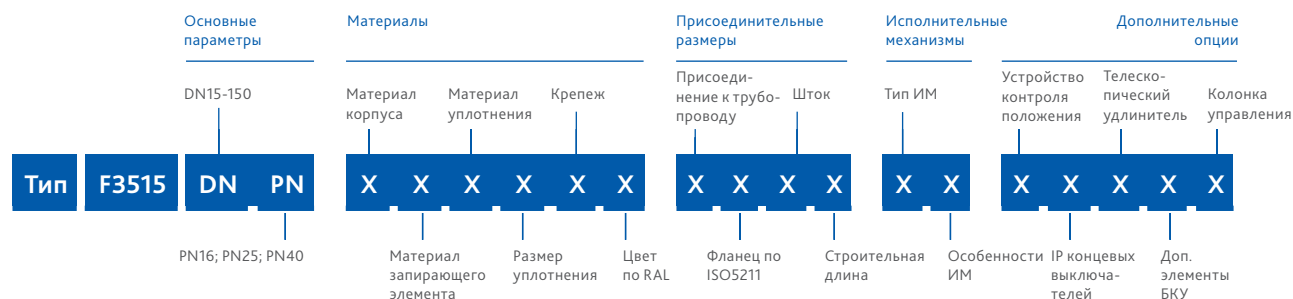 Основные
параметры
Материалы
Присоединительные
размеры
Исполнительные
механизмы
Дополнительные
опции
DN15-150
Материал
корпуса
Материал
уплотнения
Крепеж
Присоеди-
нение к трубо-
проводу
Шток
Тип ИМ
Устройство
контроля
положения
Телеско-
пический
удлинитель
Колонка
управления
Тип F3515 DN PN X X X X X X X X X X X X X X X X X
PN16; PN25; PN40
Материал
запирающего
элемента
Размер
уплотнения
Цвет
по RAL
Фланец по
ISO5211
Строительная
длина
Особенности
ИМ
IP концевых
выключа-
телей
Доп.
элементы
БКУ